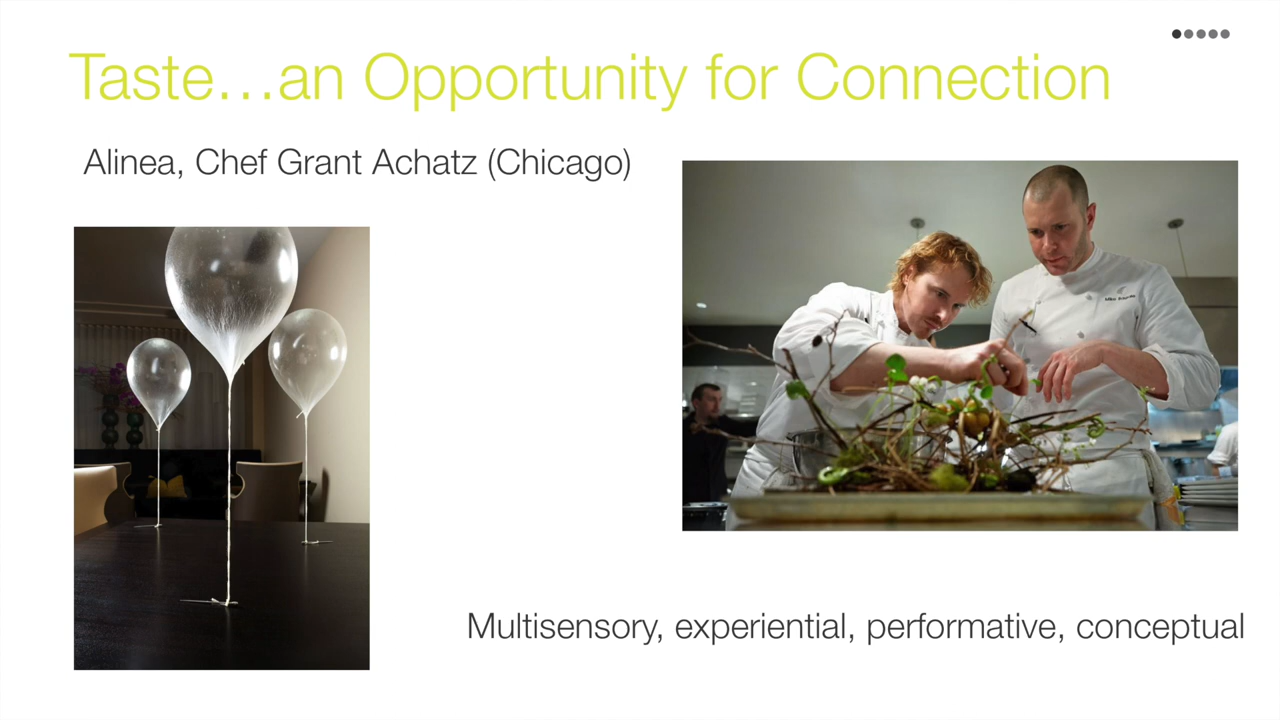 Taste…an Opportunity for Connection
Alinea, Chef Grant Achatz (Chicago)
Multisensory, experiential, performative, conceptual